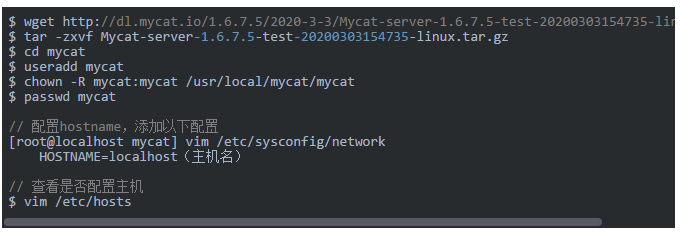 $ wget http://dl.mycat.io/1.6.7.5/2020-3-3/Mycat-server-1.6.7.5-test-20200303154735-lin
$ tar -zxvf Mycat-server-1.6.7.5-test-20200303154735-linux.tar.gz
$ cd mycat
$ useradd mycat
$ chown -R mycat:mycat /usr/local/mycat/mycat
$ passwd mycat
// 配置hostname，添加以下配置
[root@localhost mycat] vim /etc/sysconfig/network
HOSTNAME=localhost（主机名）
// 查看是否配置主机
$ vim /etc/hosts